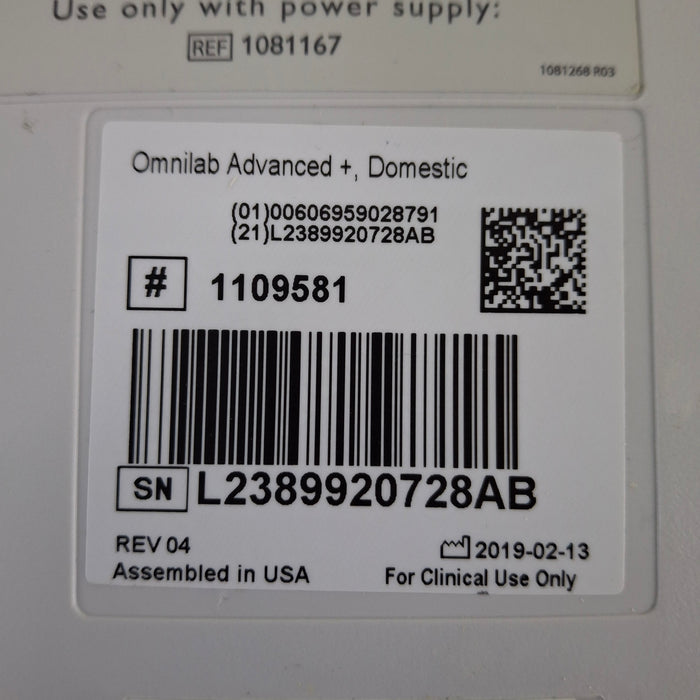 Use only with power supply:
REF 1081167
1081268 R03
Omnilab Advanced +, Domestic
(01)00606959028791
(21)L2389920728AB
# 1109581
SN L2389920728AB
REV 04
2019-02-13
Assembled in USA
For Clinical Use Only